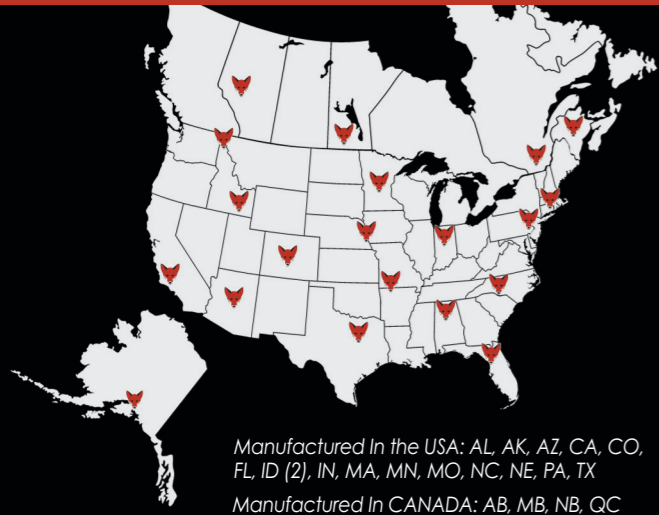 Manufactured In the USA: AL, AK, AZ, CA, CO,
FL, ID (2), IN, MA, MN, MO, NC, NE, PA, TX
Manufactured In CANADA: AB, MB, NB, QC